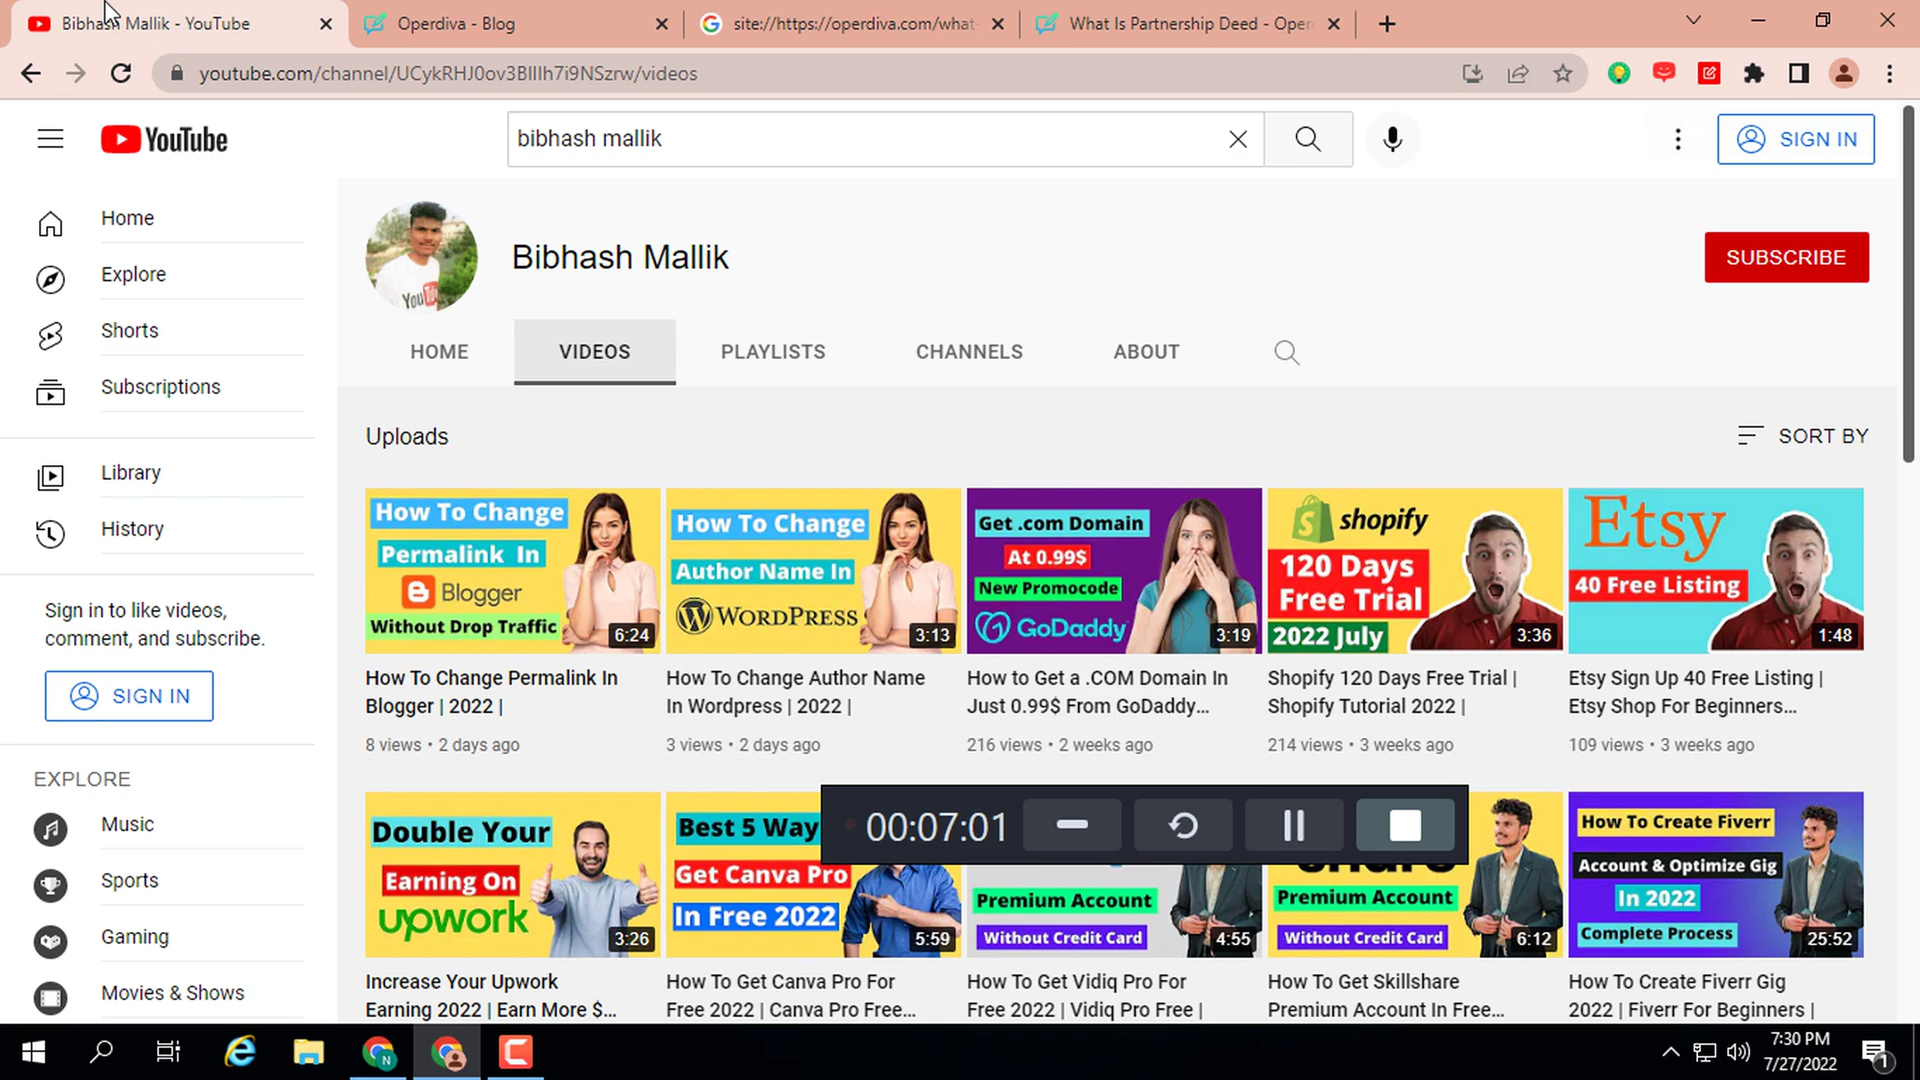 Bibhash Mallik - YouTube
Operdiva - Blog
site://https://operdiva.com/what-
What Is Partnership Deed - Oper
youtube.com/channel/UCykRHJ0ov3BIIIh7i9NSzrw/videos
YouTube
bibhash mallik
SIGN IN
Home
Explore
Shorts
Subscriptions
Library
History
Sign in to like videos,
comment, and subscribe.
SIGN IN
EXPLORE
Music
Sports
Gaming
Movies & Shows
Bibhash Mallik
SUBSCRIBE
HOME
VIDEOS
PLAYLISTS
CHANNELS
ABOUT
Uploads
SORT BY
How To Change
Permalink In
Blogger
Without Drop Traffic
6:24
How To Change Permalink In
Blogger | 2022 |
8 views • 2 days ago
How To Change
Author Name In
WORDPRESS
3:13
How To Change Author Name
In Wordpress | 2022 |
3 views • 2 days ago
Get .com Domain
At 0.99$
New Promocode
GoDaddy
3:19
How to Get a .COM Domain In
Just 0.99$ From GoDaddy...
216 views • 2 weeks ago
shopify
120 Days
Free Trial
2022 July
3:36
Shopify 120 Days Free Trial |
Shopify Tutorial 2022 |
214 views • 3 weeks ago
Etsy
40 Free Listing
1:48
Etsy Sign Up 40 Free Listing |
Etsy Shop For Beginners...
109 views • 3 weeks ago
Double Your
Earning On
upwork
3:26
Increase Your Upwork
Earning 2022 | Earn More $...
Best 5 Way
Get Canva Pro
In Free 2022
5:59
How To Get Canva Pro For
Free 2022 | Canva Pro Free...
00:07:01
Premium Account
Without Credit Card
4:55
How To Get Vidiq Pro For
Free 2022 | Vidiq Pro Free |
Premium Account
Without Credit Card
6:12
How To Get Skillshare
Premium Account In Free...
How To Create Fiverr
Account & Optimize Gig
In 2022
Complete Process
25:52
How To Create Fiverr Gig
2022 | Fiverr For Beginners |
7:30 PM
7/27/2022
1